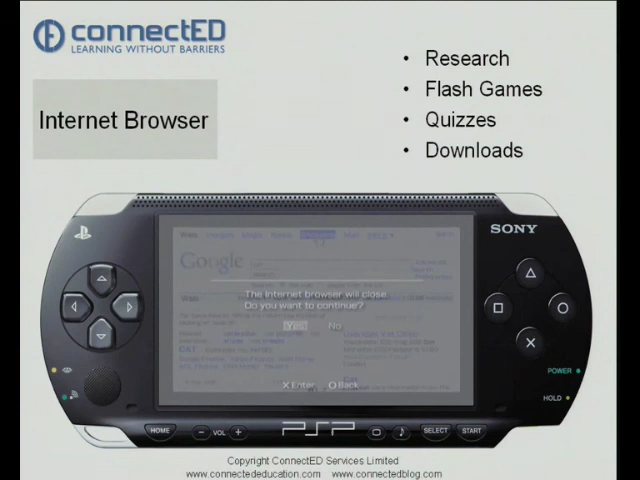 connectED
LEARNING WITHOUT BARRIERS
Internet Browser
• Research
• Flash Games
• Quizzes
• Downloads
SONY
Google
The Internet browser will close
Do you want to continue?
Yes No
CAT
X Enter O Back
POWER
HOLD
HOME
VOL
PSP
SELECT
START
Copyright ConnectED Services Limited
www.connectededucation.com www.connectedblog.com